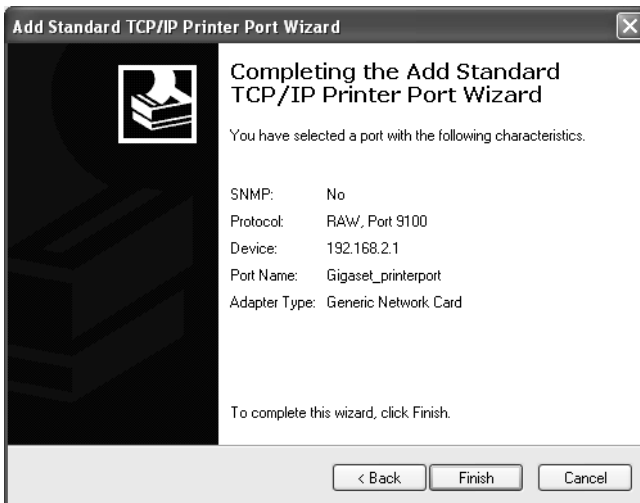 Add Standard TCP/IP Printer Port Wizard
Completing the Add Standard
TCP/IP Printer Port Wizard
You have selected a port with the following characteristics.
SNMP: No
Protocol: RAW, Port 9100
Device: 192.168.2.1
Port Name: Gigaset_printerport
Adapter Type: Generic Network Card
To complete this wizard, click Finish.
< Back Finish Cancel